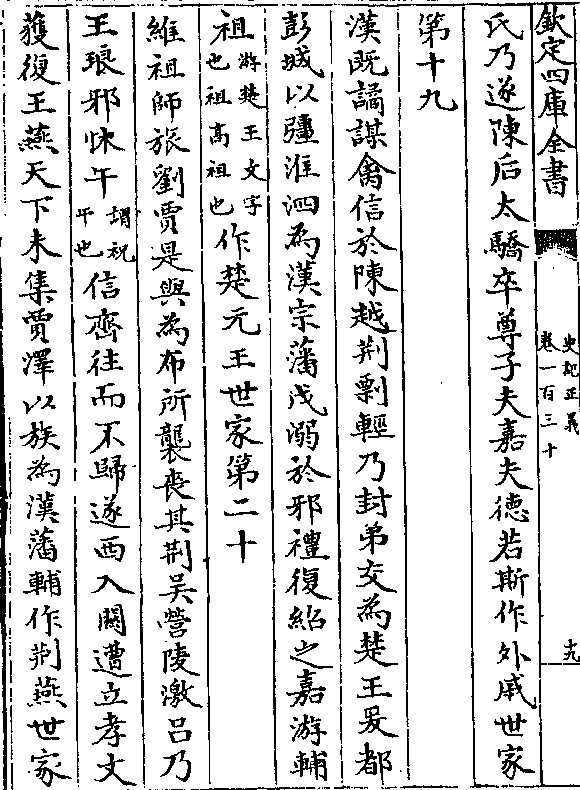 欽定四庫全書
史記正義
卷一百三十
十九
氏乃遂陳后太驕卒尊子夫嘉夫德若斯作外戚世家
第十九
漢既譎謀禽信於陳越荆剽輕乃封弟交為楚王爰都
彭城以彊淮泗為漢宗藩戊溺於邪禮復紹之嘉游輔
祖
游楚王交字
也祖高祖也
作楚元王世家第二十
維祖師旅劉賈是與為布所襲喪其荆吳營陵激呂乃
王琅邪怵午
謂祝
午也
信齊往而不歸遂西入闗遭立孝文
獲復王燕天下未集賈澤以族為漢藩輔作荆燕世家